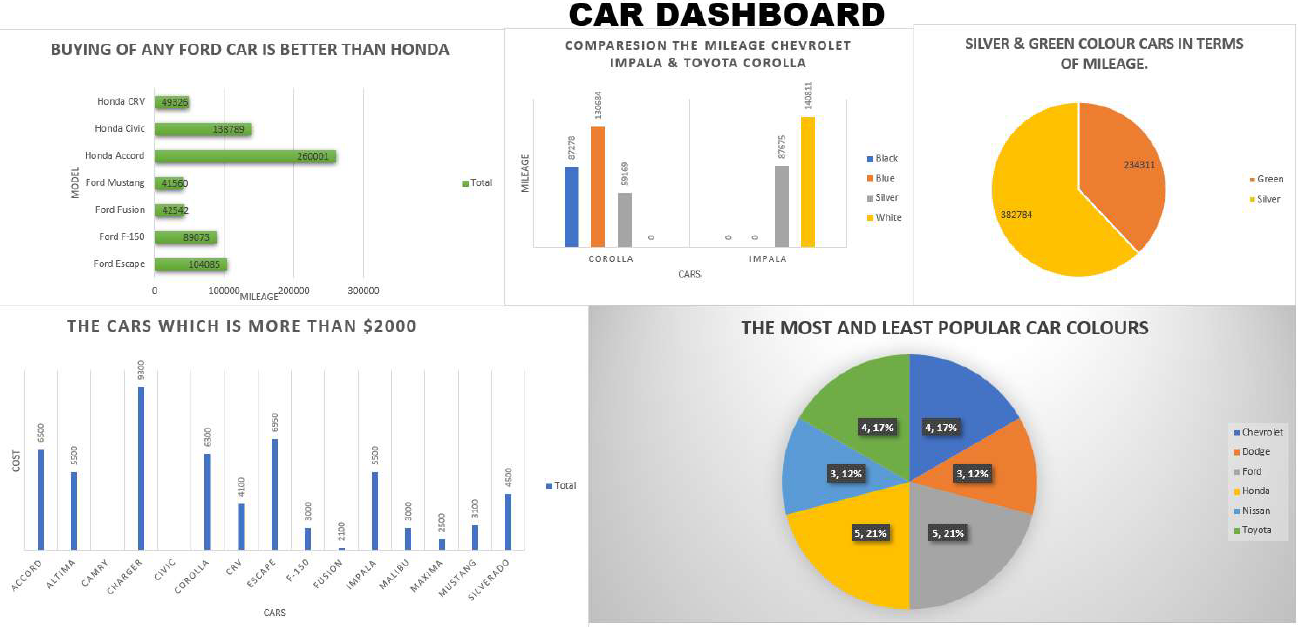 CAR DASHBOARD
BUYING OF ANY FORD CAR IS BETTER THAN HONDA
MODEL
Honda CRV 49326
Honda Civic 138789
Honda Accord 260001
Ford Mustang 41560
Ford Fusion 42542
Ford F-150 89073
Ford Escape 104085
0 100000 200000 300000
MILEAGE
Total
COMPARESION THE MILEAGE CHEVROLET
IMPALA & TOYOTA COROLLA
MILEAGE
87278 130684 59169 0 0 0 87675 140811
COROLLA IMPALA
CARS
Black
Blue
Silver
White
SILVER & GREEN COLOUR CARS IN TERMS
OF MILEAGE.
234311
382784
Green
Silver
THE CARS WHICH IS MORE THAN $2000
COST
6500 5500 9300 6300 4100 6950 3000 2100 5500 3000 2500 3100 4500
ACCORD ALTIMA CAMRY CHARGER CIVIC COROLLA CRV ESCAPE F-150 FUSION IMPALA MALIBU MAXIMA MUSTANG SILVERADO
CARS
Total
THE MOST AND LEAST POPULAR CAR COLOURS
4, 17% 4, 17%
3, 12% 3, 12%
5, 21% 5, 21%
Chevrolet
Dodge
Ford
Honda
Nissan
Toyota